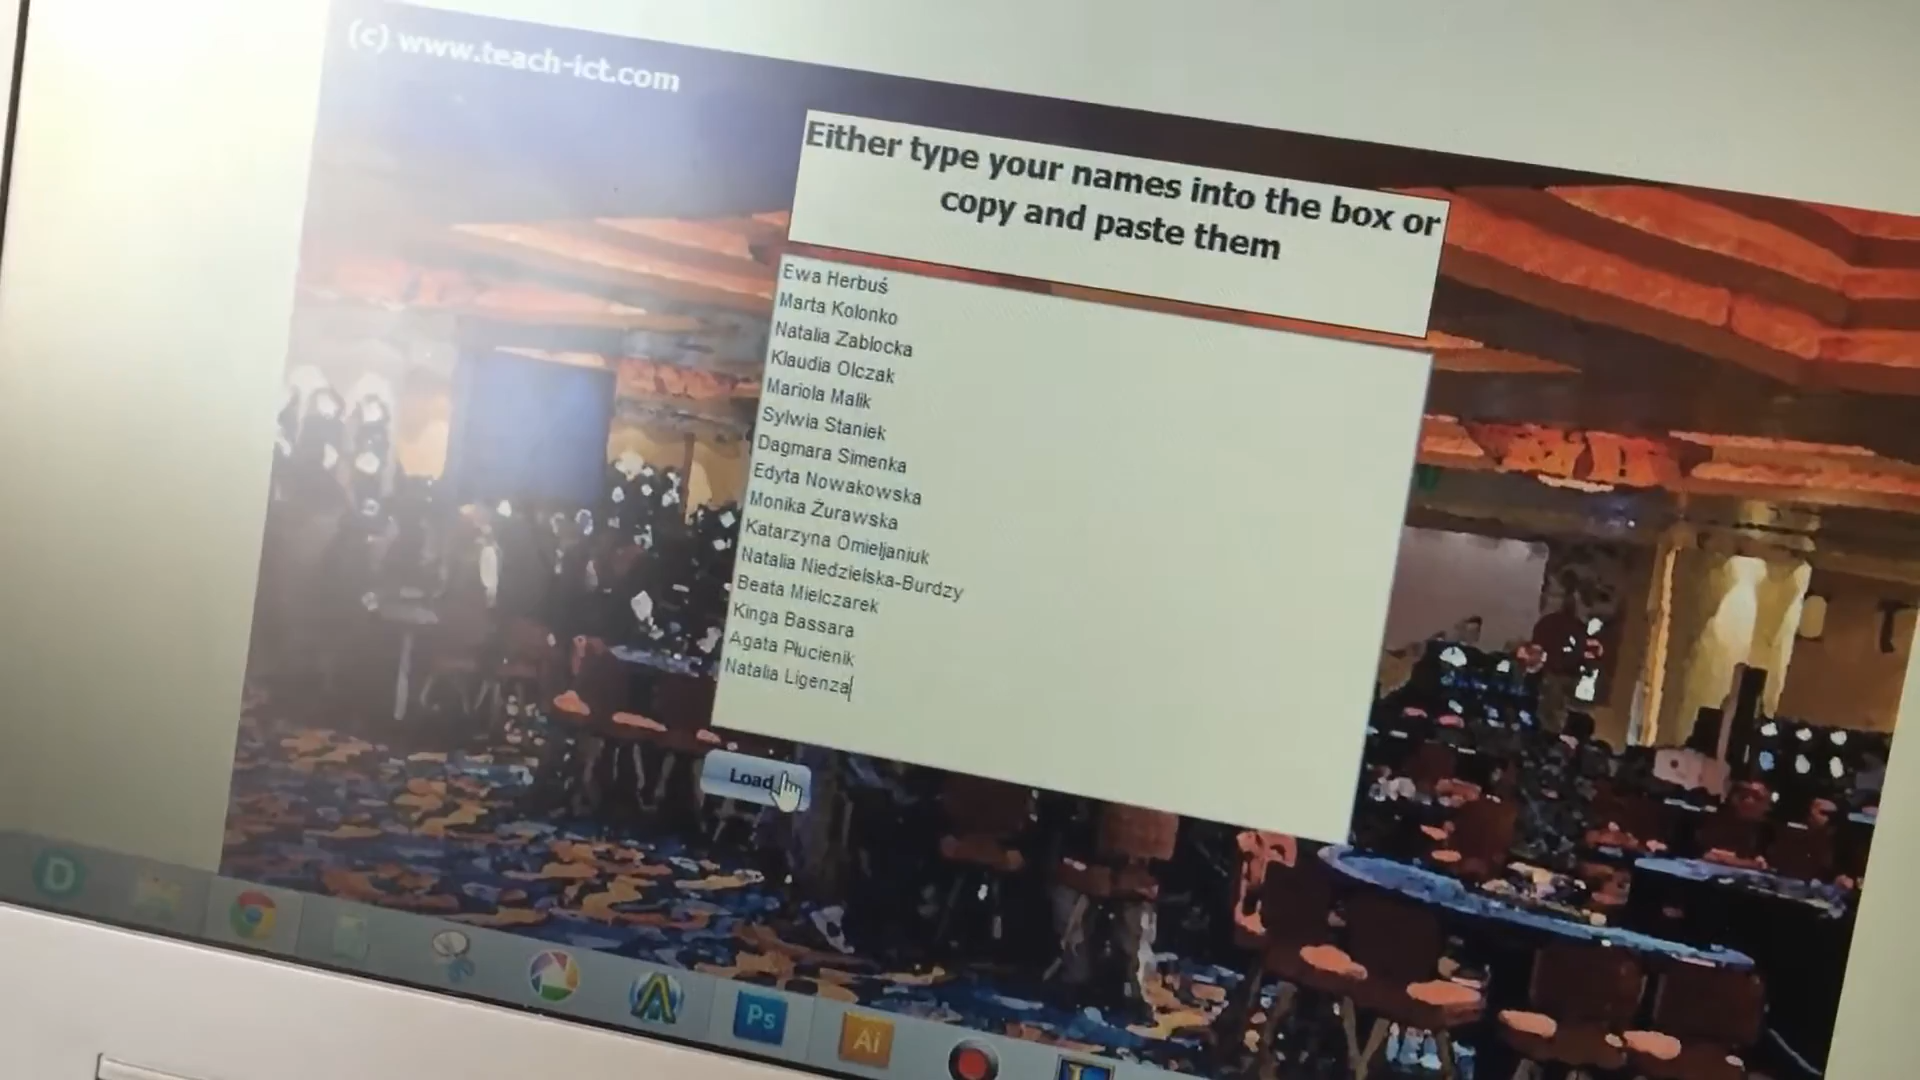 (c) www.teach-ict.com
Either type your names into the box or
copy and paste them
Ewa Herbuś
Marta Kolonko
Natalia Zablocka
Klaudia Olczak
Mariola Malik
Sylwia Staniek
Dagmara Simenka
Edyta Nowakowska
Monika Żurawska
Katarzyna Omieljaniuk
Natalia Niedzielska-Burdzy
Beata Mielczarek
Kinga Bassara
Agata Płucienik
Natalia Ligenza
Load
D
Ps
Ai